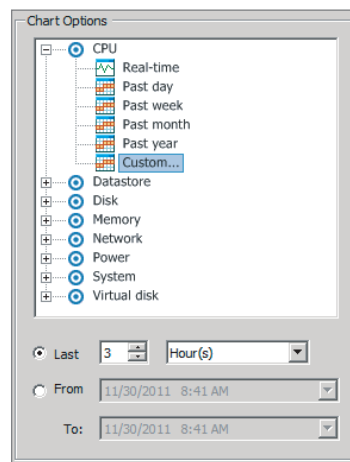 Chart Options
CPU
Real-time
Past day
Past week
Past month
Past year
Custom...
Datastore
Disk
Memory
Network
Power
System
Virtual disk
Last 3 Hour(s)
From 11/30/2011 8:41 AM
To: 11/30/2011 8:41 AM